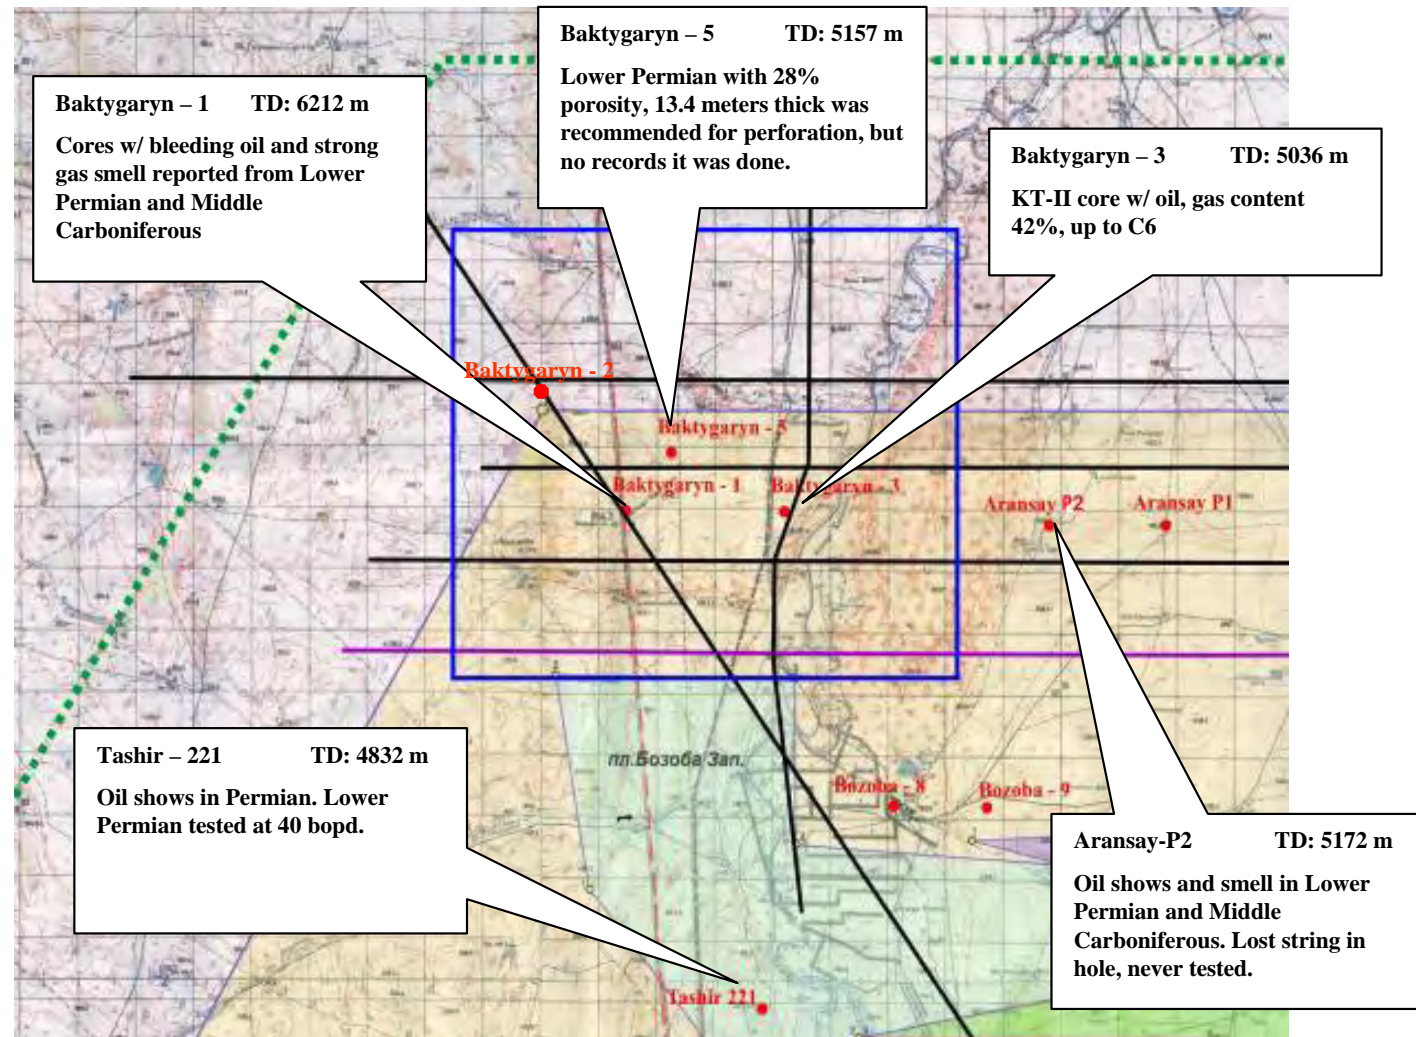 Baktygaryn – 5 TD: 5157 m
Lower Permian with 28%
porosity, 13.4 meters thick was
recommended for perforation, but
no records it was done.
Baktygaryn – 1 TD: 6212 m
Cores w/ bleeding oil and strong
gas smell reported from Lower
Permian and Middle
Carboniferous
Baktygaryn – 3 TD: 5036 m
KT-II core w/ oil, gas content
42%, up to C6
Baktygaryn - 2
Baktygaryn - 5
Baktygaryn - 1
Baktygaryn - 3
Aransay P2
Aransay P1
Tashir – 221 TD: 4832 m
Oil shows in Permian. Lower
Permian tested at 40 bopd.
пл.Бозоба Зап.
Bozoba - 8
Bozoba - 9
Aransay-P2 TD: 5172 m
Oil shows and smell in Lower
Permian and Middle
Carboniferous. Lost string in
hole, never tested.
Tashir 221